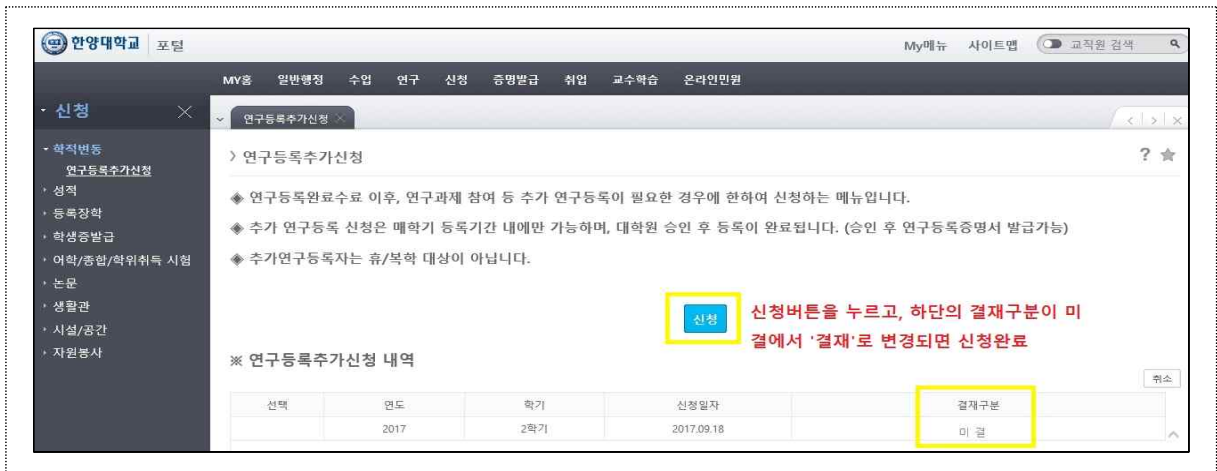 한양대학교 포털
My메뉴 사이트맵 교직원 검색
MY홈 일반행정 수업 연구 신청 증명발급 취업 교수학습 온라인민원
신청
연구등록추가신청
학적변동
연구등록추가신청
성적
등록장학
학생증발급
어학/종합/학위취득 시험
논문
생활관
시설/공간
자원봉사
연구등록추가신청
◈ 연구등록완료수료 이후, 연구과제 참여 등 추가 연구등록이 필요한 경우에 한하여 신청하는 메뉴입니다.
◈ 추가 연구등록 신청은 매학기 등록기간 내에만 가능하며, 대학원 승인 후 등록이 완료됩니다. (승인 후 연구등록증명서 발급가능)
◈ 추가연구등록자는 휴/복학 대상이 아닙니다.
신청
신청버튼을 누르고, 하단의 결재구분이 미
결에서 '결재'로 변경되면 신청완료
※ 연구등록추가신청 내역
취소
선택 연도 학기 신청일자 결재구분
2017 2학기 2017.09.18 미 결